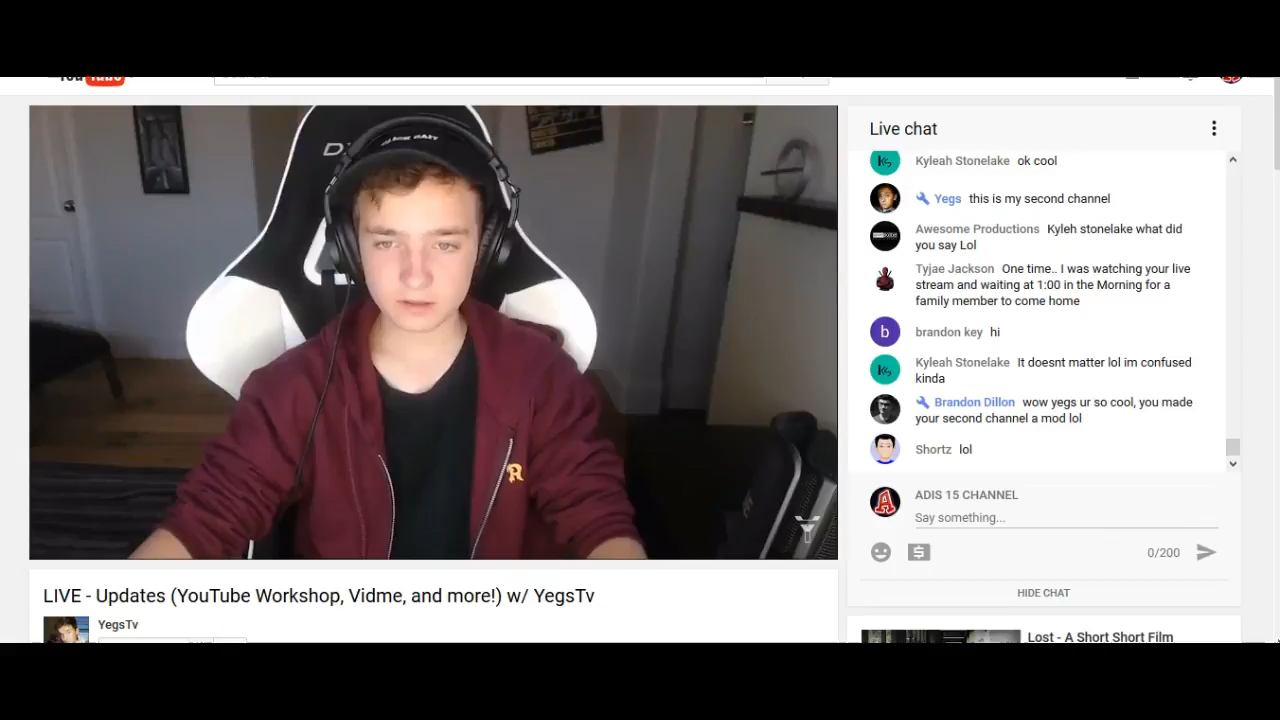 YouTube
Live chat
Kyleah Stonelake ok cool
Yegs this is my second channel
Awesome Productions Kyleh stonelake what did
you say Lol
Tyjae Jackson One time.. I was watching your live
stream and waiting at 1:00 in the Morning for a
family member to come home
b brandon key hi
Kyleah Stonelake It doesnt matter lol im confused
kinda
Brandon Dillon wow yegs ur so cool, you made
your second channel a mod lol
Shortz lol
ADIS 15 CHANNEL
Say something...
0/200
HIDE CHAT
R
LIVE - Updates (YouTube Workshop, Vidme, and more!) w/ YegsTv
YegsTv
Lost - A Short Short Film